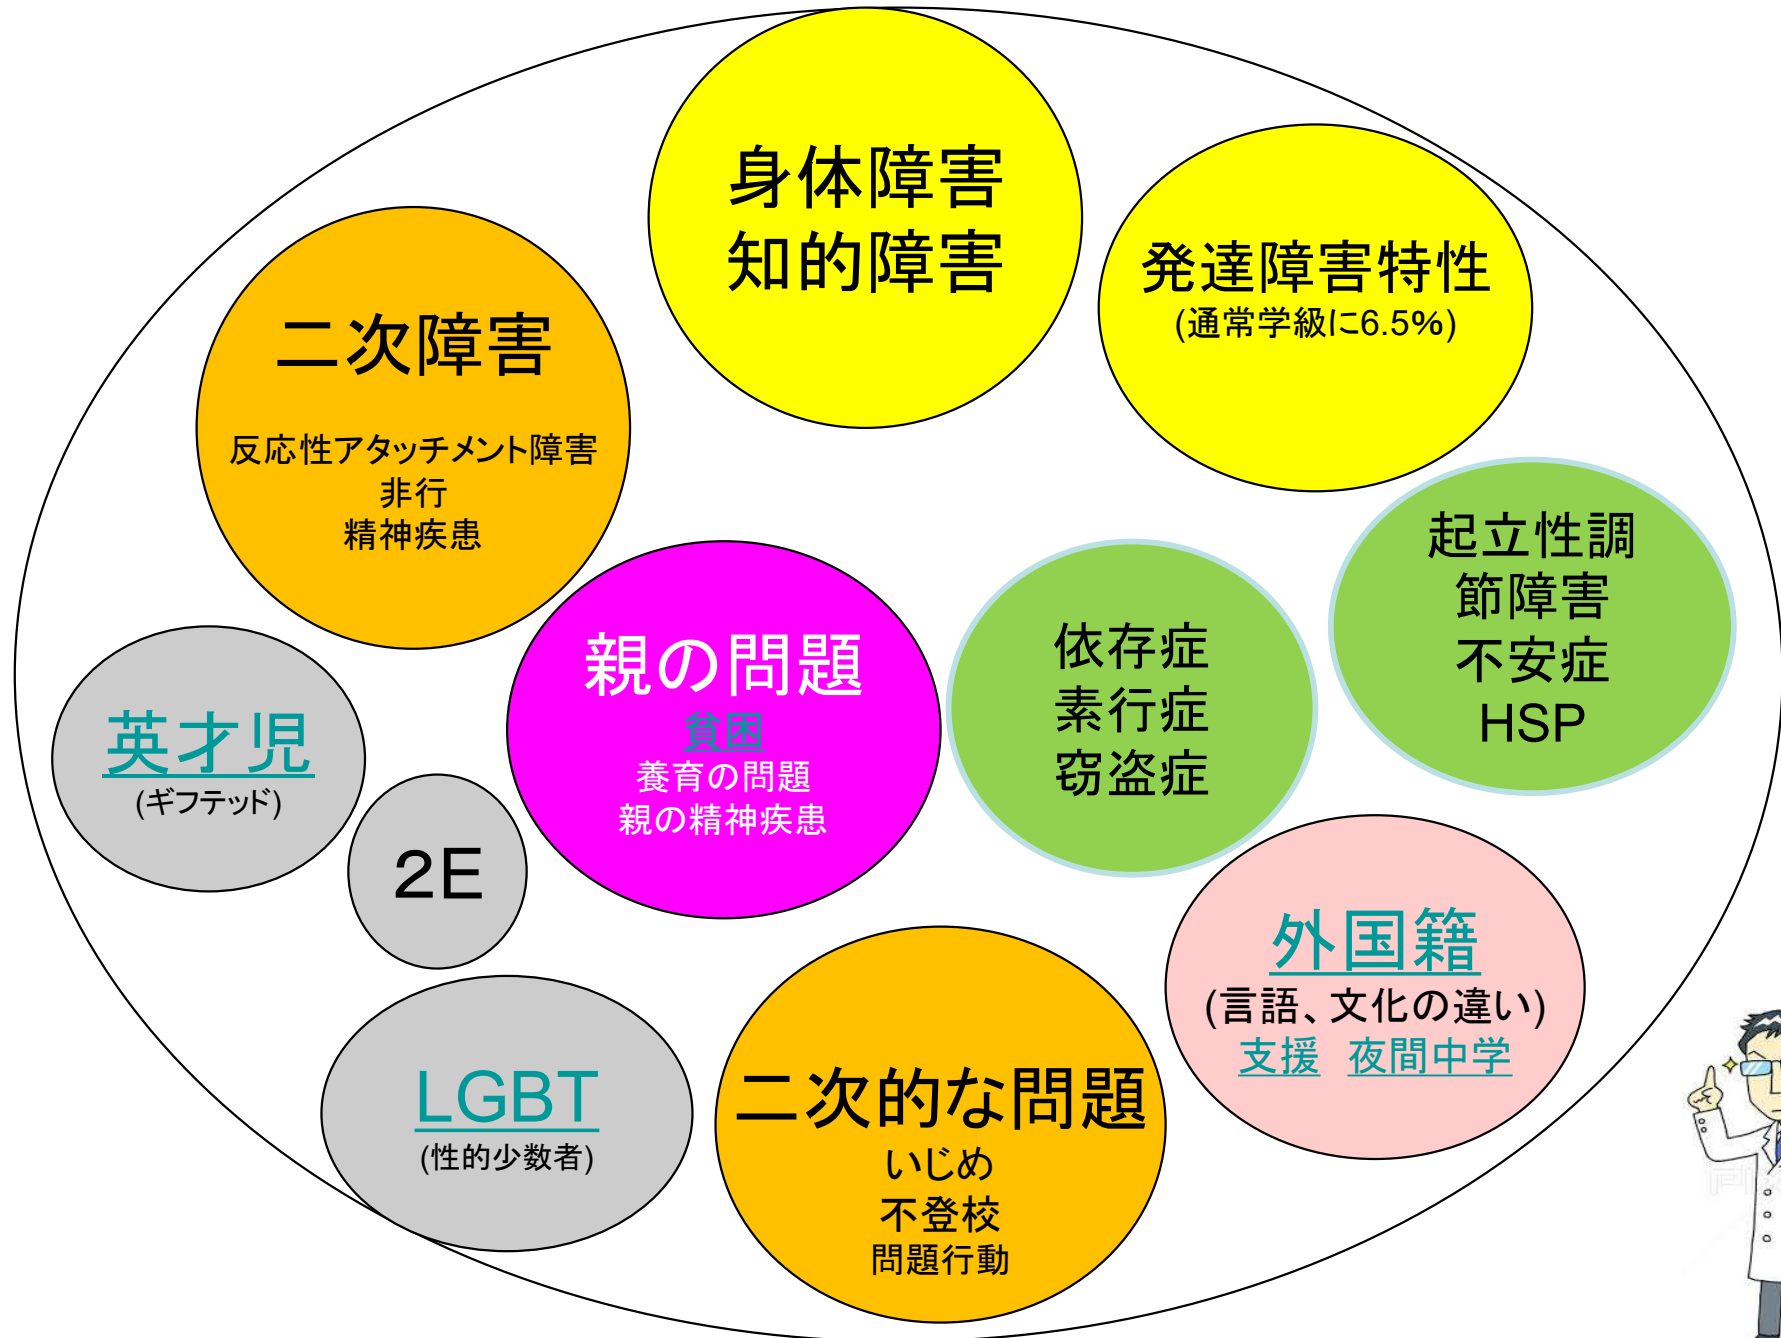 身体障害
知的障害
発達障害特性
(通常学級に6.5%)
二次障害
反応性アタッチメント障害
非行
精神疾患
起立性調
節障害
不安症
HSP
親の問題
貧困
養育の問題
親の精神疾患
依存症
素行症
窃盗症
英才児
(ギフテッド)
2E
外国籍
(言語、文化の違い)
支援 夜間中学
LGBT
(性的少数者)
二次的な問題
いじめ
不登校
問題行動